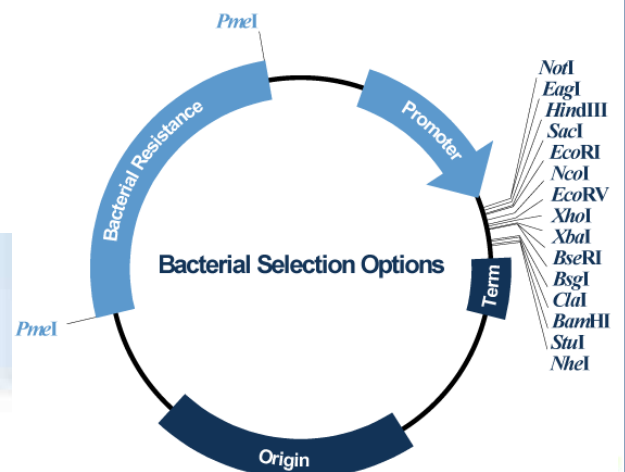 PmeI
Bacterial Resistance
Promoter
NotI
EagI
HindIII
SacI
EcoRI
NcoI
EcoRV
XhoI
XbaI
BseRI
BsgI
ClaI
BamHI
StuI
NheI
Bacterial Selection Options
Term
PmeI
Origin